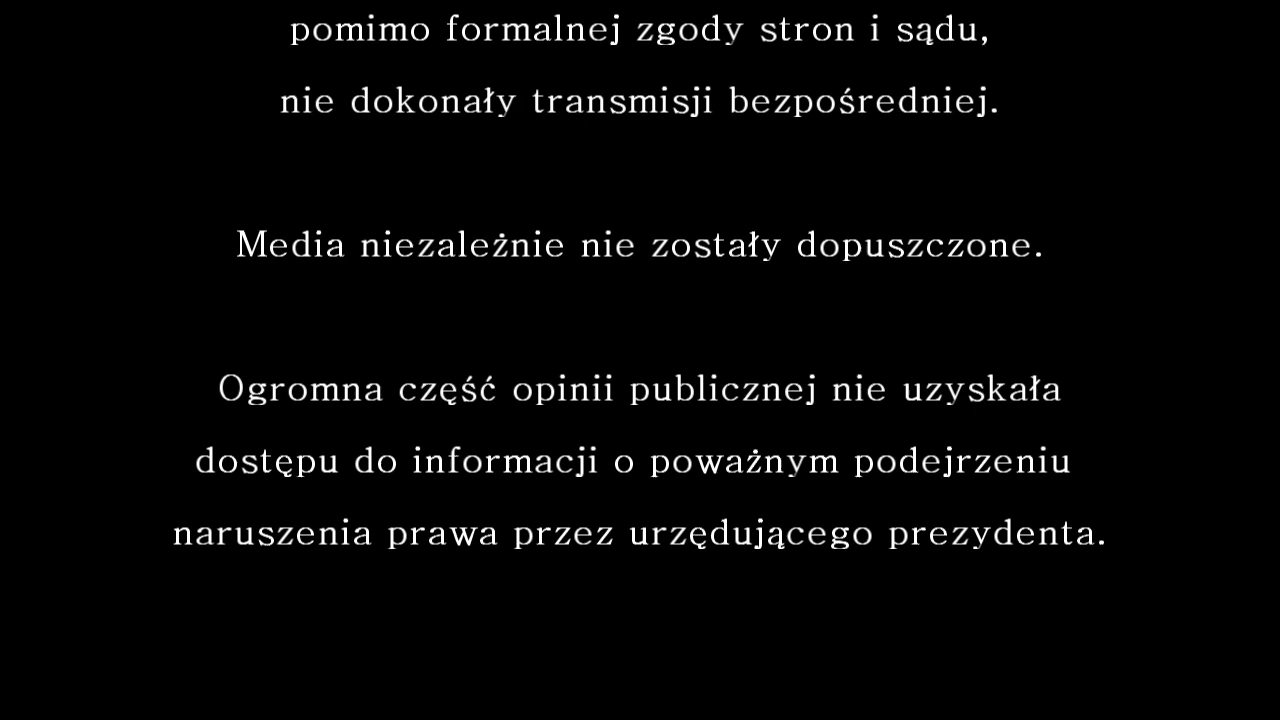 pomimo formalnej zgody stron i sądu,
nie dokonały transmisji bezpośredniej.
Media niezależnie nie zostały dopuszczone.
Ogromna część opinii publicznej nie uzyskała
dostępu do informacji o poważnym podejrzeniu
naruszenia prawa przez urzędującego prezydenta.